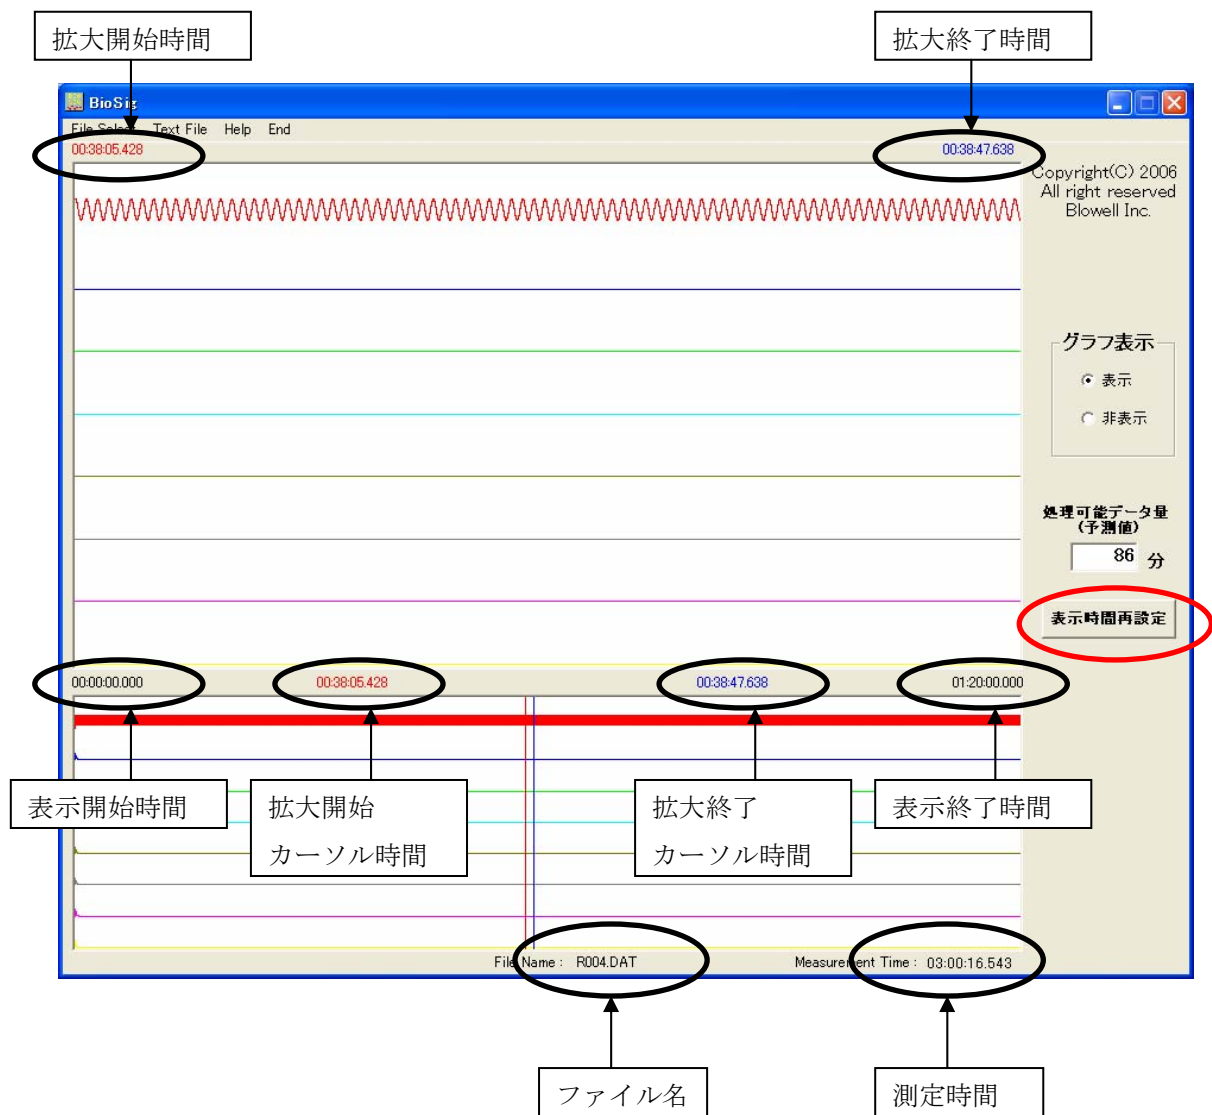 拡大開始時間
拡大終了時間
BioSig
File Select Text File Help End
00:38:05.428
00:38:47.638
Copyright(C) 2006
All right reserved
Blowell Inc.
グラフ表示
表示
非表示
処理可能データ量
(予測値)
86 分
表示時間再設定
00:00:00.000
00:38:05.428
00:38:47.638
01:20:00.000
表示開始時間
拡大開始
カーソル時間
拡大終了
カーソル時間
表示終了時間
File Name : R004.DAT
Measurement Time : 03:00:16.543
ファイル名
測定時間